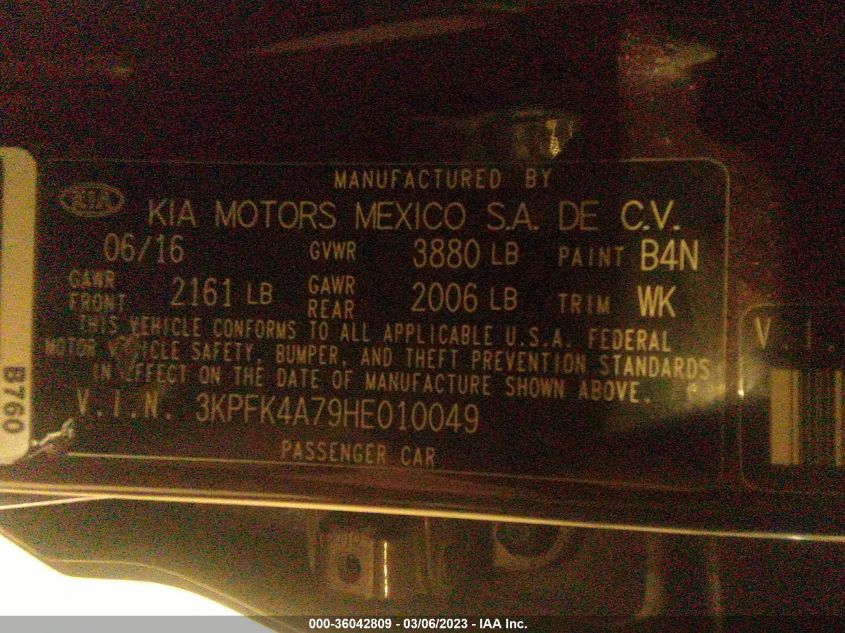 MANUFACTURED BY
KIA
KIA MOTORS MEXICO S.A. DE C.V.
06/16 GVWR 3880 LB PAINT B4N
GAWR FRONT 2161 LB GAWR REAR 2006 LB TRIM WK
THIS VEHICLE CONFORMS TO ALL APPLICABLE U.S.A. FEDERAL
MOTOR VEHICLE SAFETY, BUMPER, AND THEFT PREVENTION STANDARDS
IN EFFECT ON THE DATE OF MANUFACTURE SHOWN ABOVE.
V.I.N. 3KPFK4A79HE010049
PASSENGER CAR
B760
V.I.
000-36042809 - 03/06/2023 - IAA Inc.